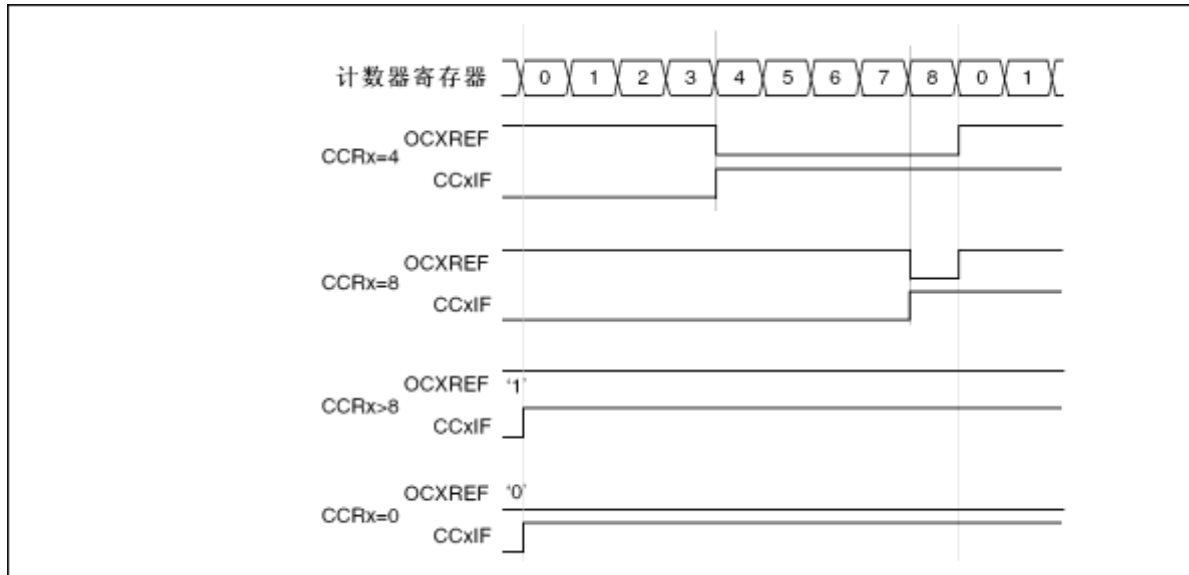 计数器寄存器 0 1 2 3 4 5 6 7 8 0 1
OCXREF
CCRx=4
CCxIF
OCXREF
CCRx=8
CCxIF
OCXREF '1'
CCRx>8
CCxIF
OCXREF '0'
CCRx=0
CCxIF